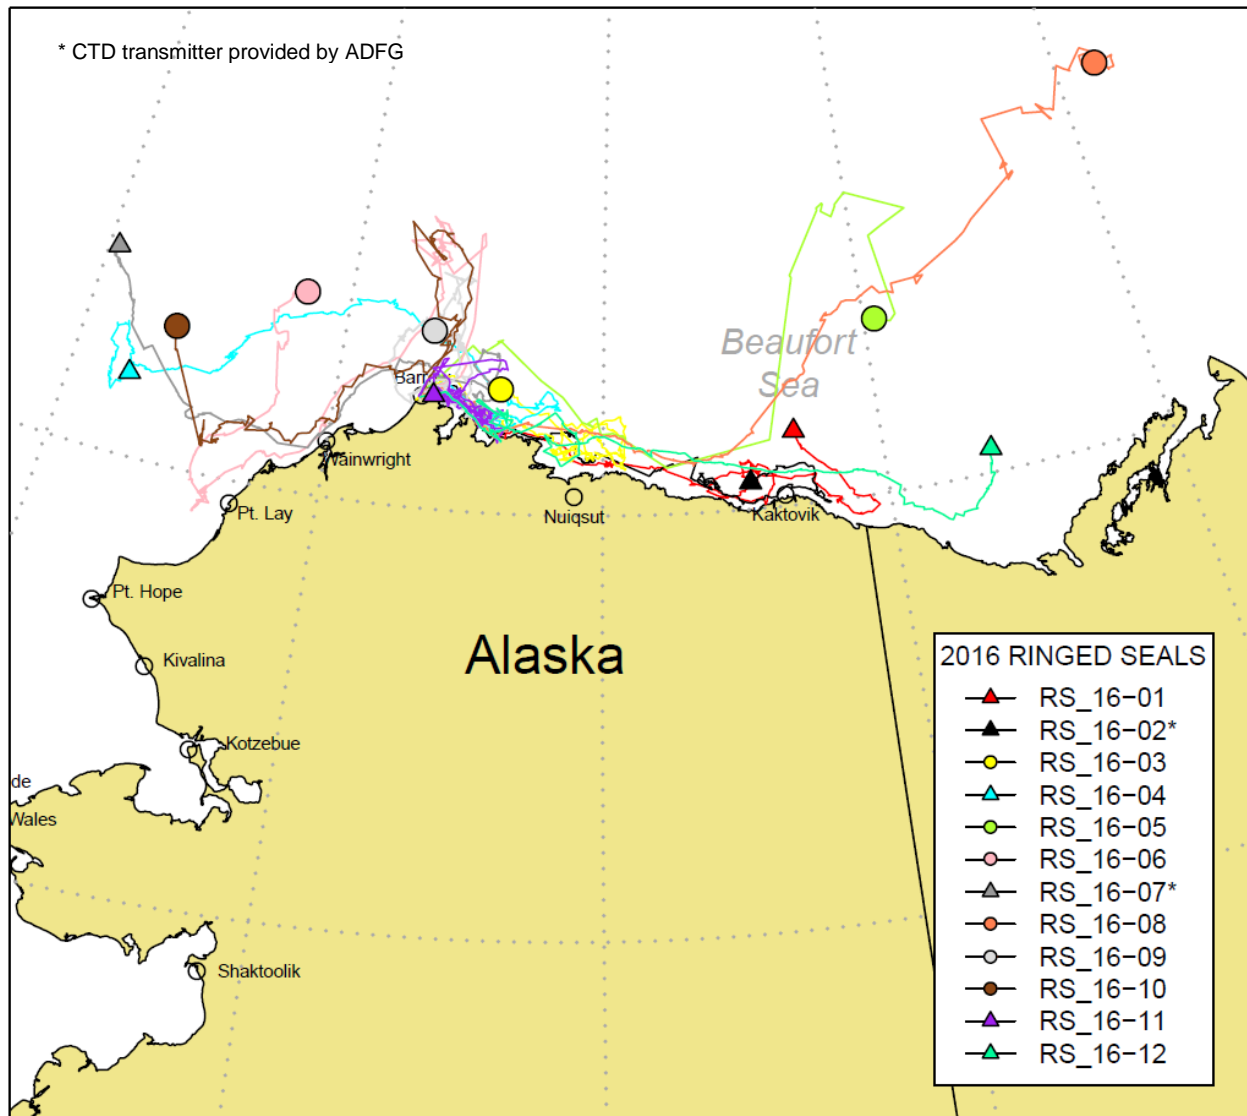 * CTD transmitter provided by ADFG
Beaufort
Sea
Wainwright
Pt. Lay
Nuiqsut
Kaktovik
Pt. Hope
Kivalina
Alaska
Kotzebue
de
Wales
Shaktoolik
2016 RINGED SEALS
RS_16−01
RS_16−02*
RS_16−03
RS_16−04
RS_16−05
RS_16−06
RS_16−07*
RS_16−08
RS_16−09
RS_16−10
RS_16−11
RS_16−12